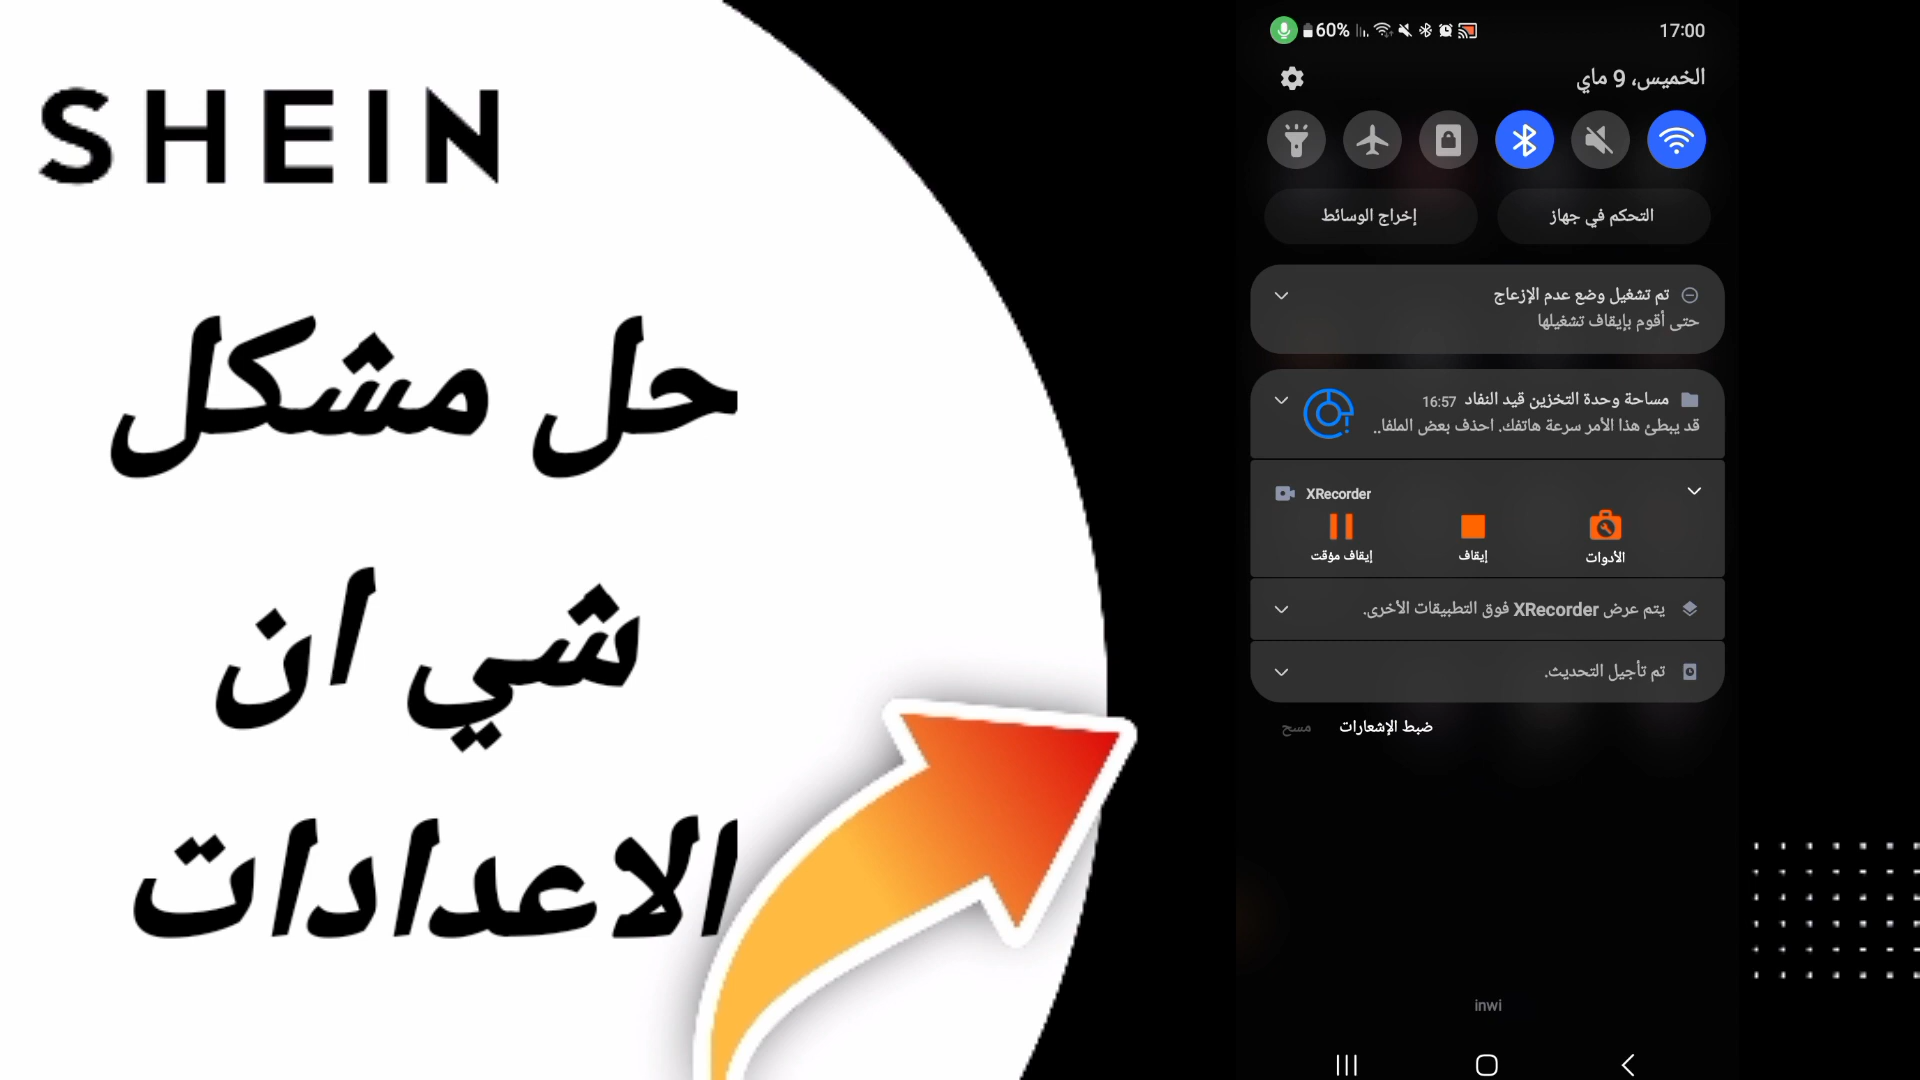 SHEIN
حل مشكل
شي ان
الاعدادات
60%
17:00
الخميس، 9 ماي
التحكم في جهاز
إخراج الوسائط
تم تشغيل وضع عدم الإزعاج
حتى أقوم بإيقاف تشغيلها
مساحة وحدة التخزين قيد النفاد 16:57
قد يبطئ هذا الأمر سرعة هاتفك. احذف بعض الملفا..
XRecorder
إيقاف مؤقت
إيقاف
الأدوات
يتم عرض XRecorder فوق التطبيقات الأخرى.
تم تأجيل التحديث.
ضبط الإشعارات
مسح
inwi